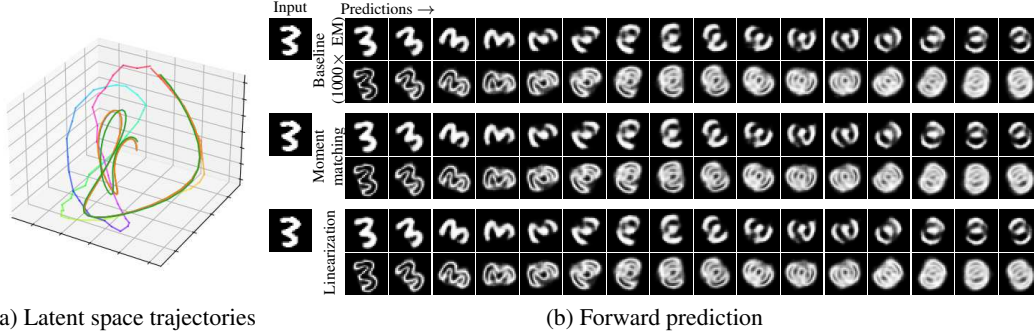 Input
Predictions →
Baseline
(1000× EM)
Moment
matching
Linearization
a) Latent space trajectories
(b) Forward prediction